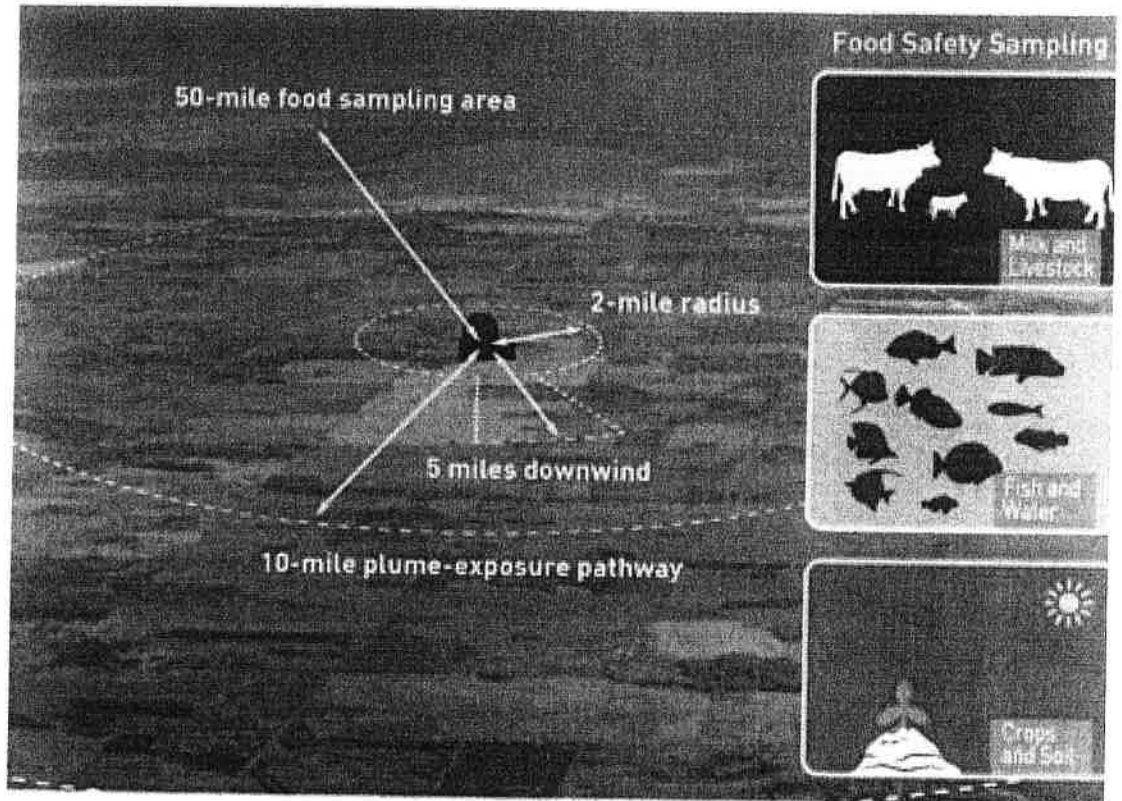 Food Safety Sampling
50-mile food sampling area
2-mile radius
5 miles downwind
10-mile plume-exposure pathway
Milk and
Livestock
Fish and
Water
Crops
and Soil